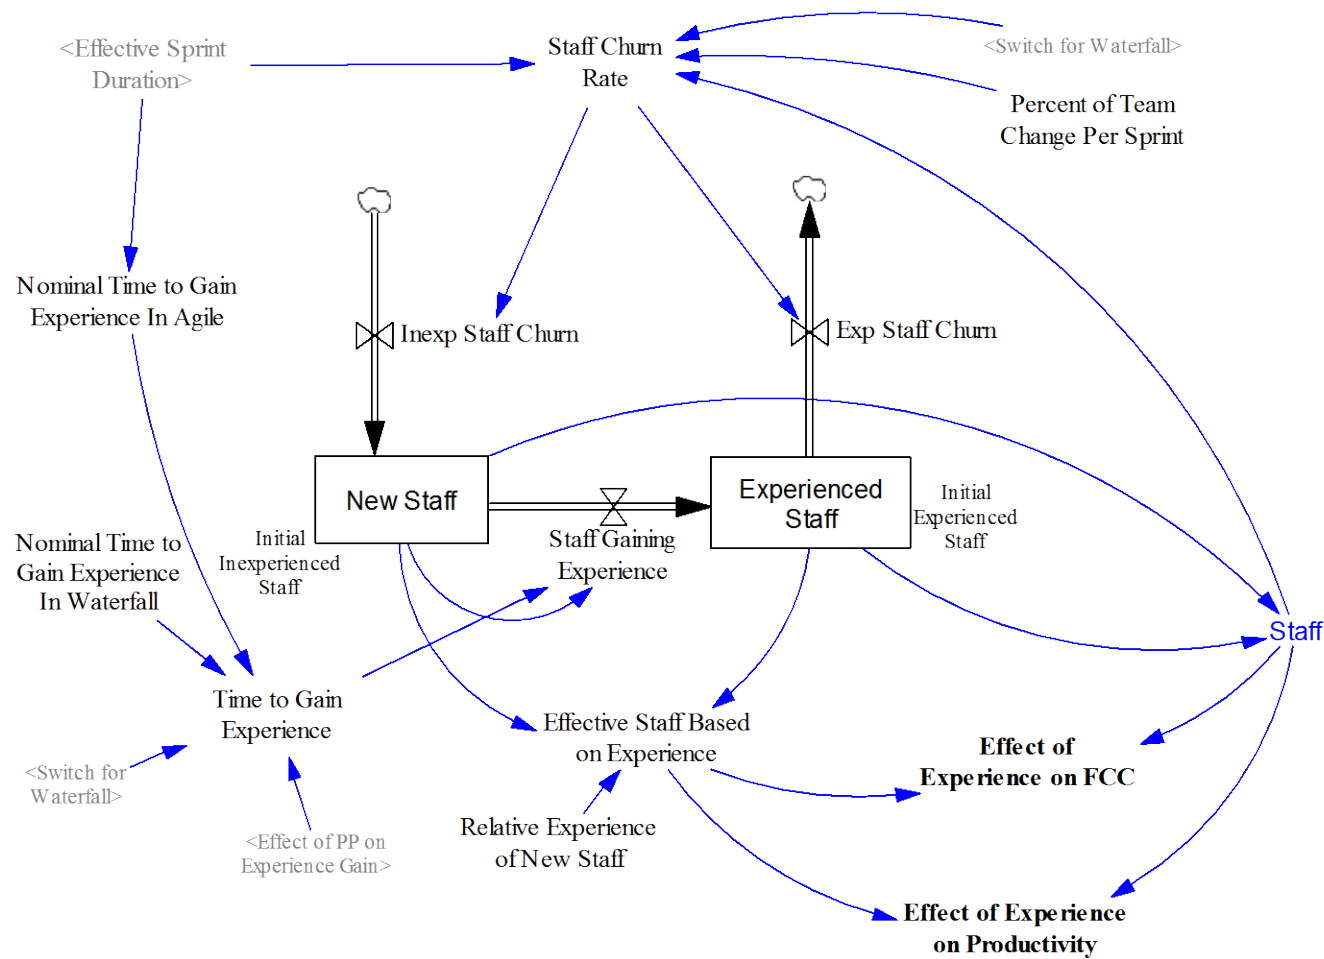 <Effective Sprint
Duration>
Staff Churn
Rate
<Switch for Waterfall>
Percent of Team
Change Per Sprint
Nominal Time to Gain
Experience In Agile
Inexp Staff Churn
Exp Staff Churn
New Staff
Experienced
Staff
Initial
Experienced
Staff
Initial
Inexperienced
Staff
Staff Gaining
Experience
Nominal Time to
Gain Experience
In Waterfall
Staff
Time to Gain
Experience
Effective Staff Based
on Experience
Effect of
Experience on FCC
<Switch for
Waterfall>
<Effect of PP on
Experience Gain>
Relative Experience
of New Staff
Effect of Experience
on Productivity